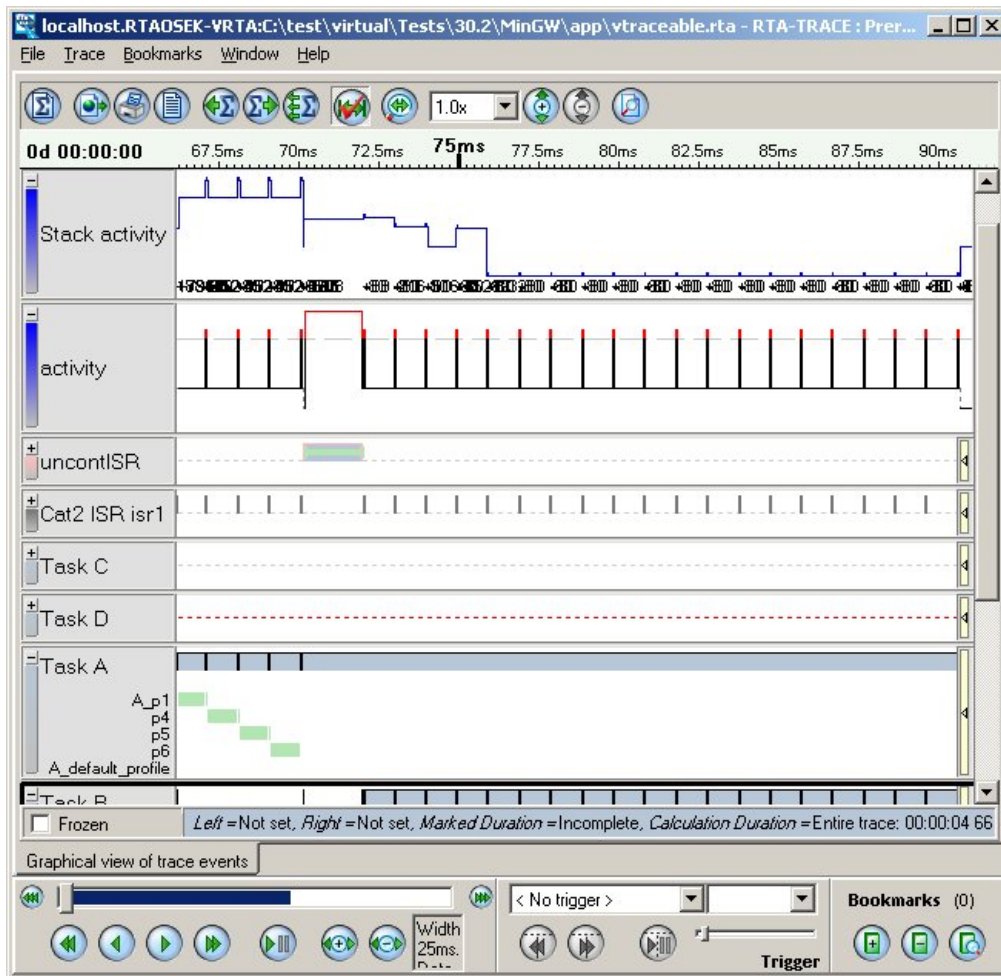 localhost.RTAOSEK-VRTA:C:\test\virtual\Tests\30.2\MinGW\app\vtraceable.rta - RTA-TRACE : Prer...
File Trace Bookmarks Window Help
1.0x
0d 00:00:00 67.5ms 70ms 72.5ms 75ms 77.5ms 80ms 82.5ms 85ms 87.5ms 90ms
Stack activity
activity
uncontISR
Cat2 ISR isr1
Task C
Task D
Task A
A_p1
p4
p5
p6
A_default_profile
Task B
Frozen Left =Not set, Right =Not set, Marked Duration =Incomplete, Calculation Duration =Entire trace: 00:00:04 66
Graphical view of trace events
< No trigger > Bookmarks (0)
Width
25ms.
Trigger